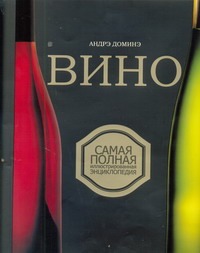 АНДРЭ ДОМИНЭ
ВИНО
САМАЯ
ПОЛНАЯ
ИЛЛЮСТРИРОВАННАЯ
ЭНЦИКЛОПЕДИЯ